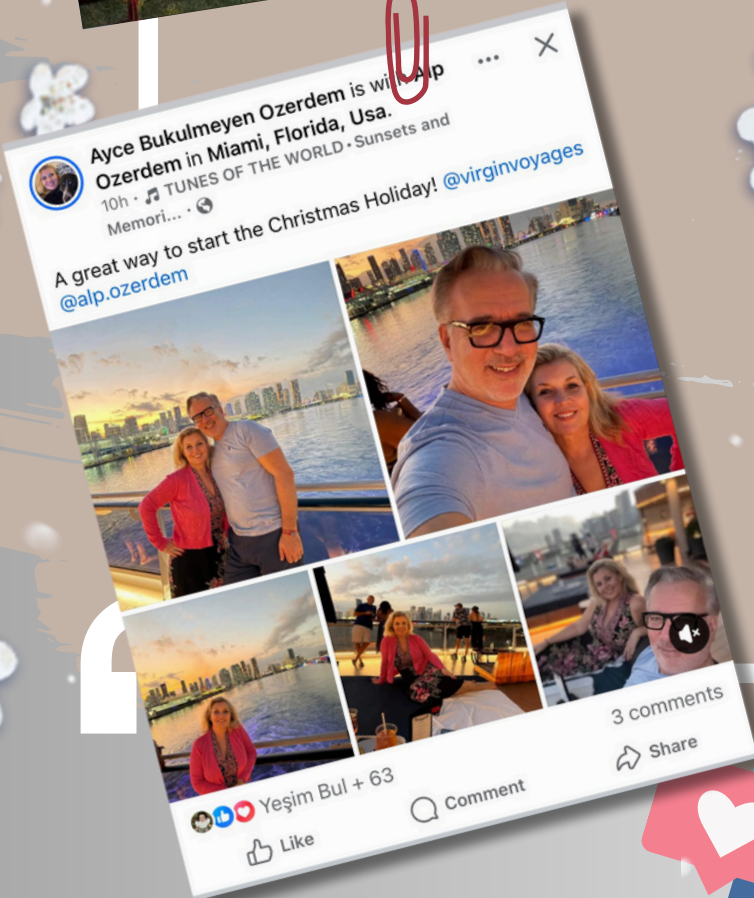 Ayce Bukulmeyen Ozerdem is with Alp
Ozerdem in Miami, Florida, Usa.
10h · TUNES OF THE WORLD · Sunsets and
Memori... ·
A great way to start the Christmas Holiday! @virginvoyages
@alp.ozerdem
Yeşim Bul + 63
3 comments
Like
Comment
Share